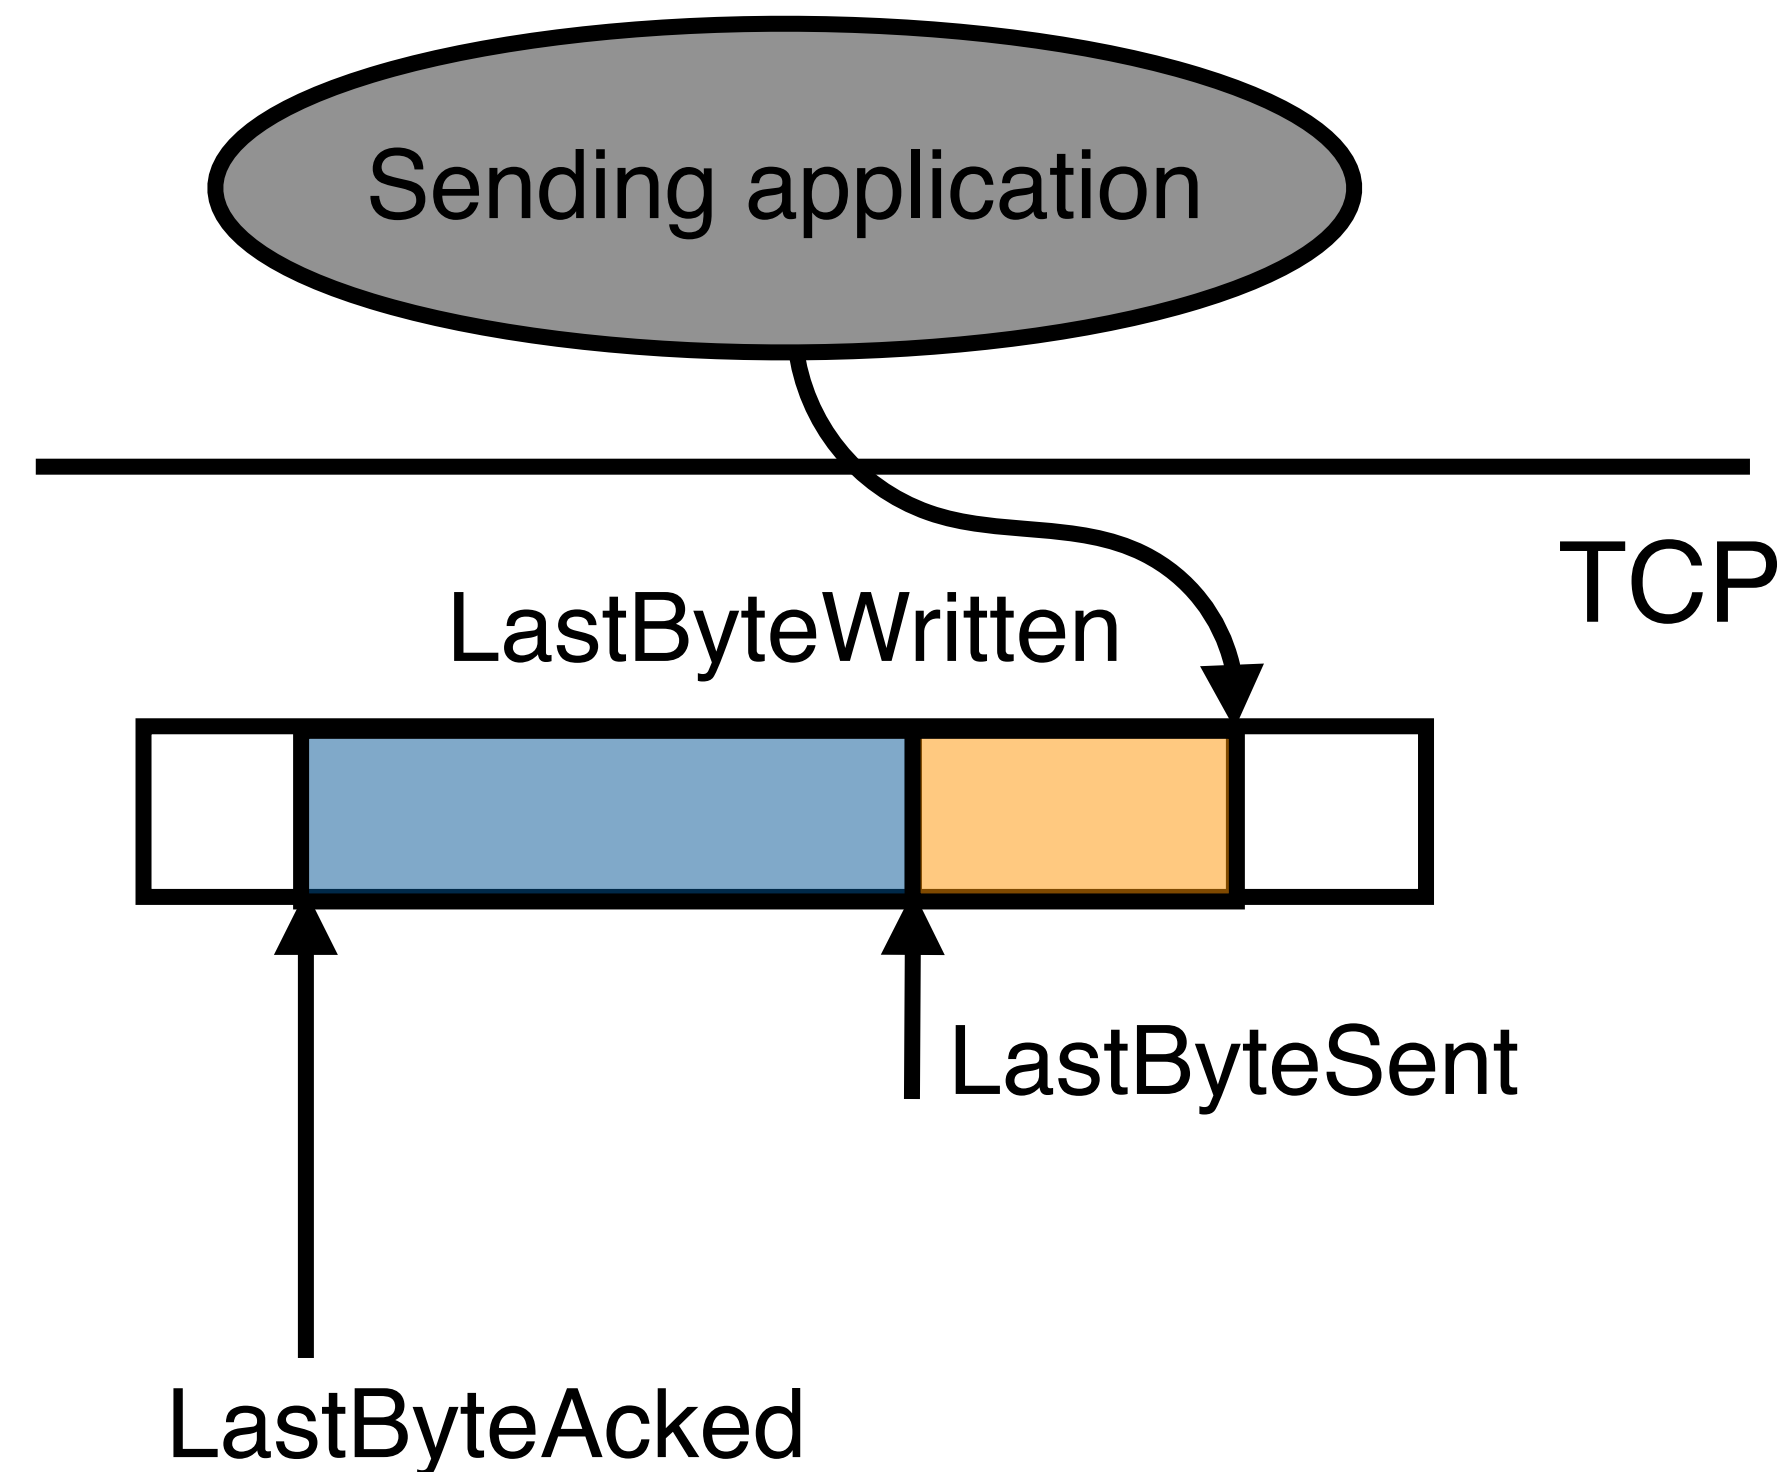 Sending application
TCP
LastByteWritten
LastByteSent
LastByteAcked